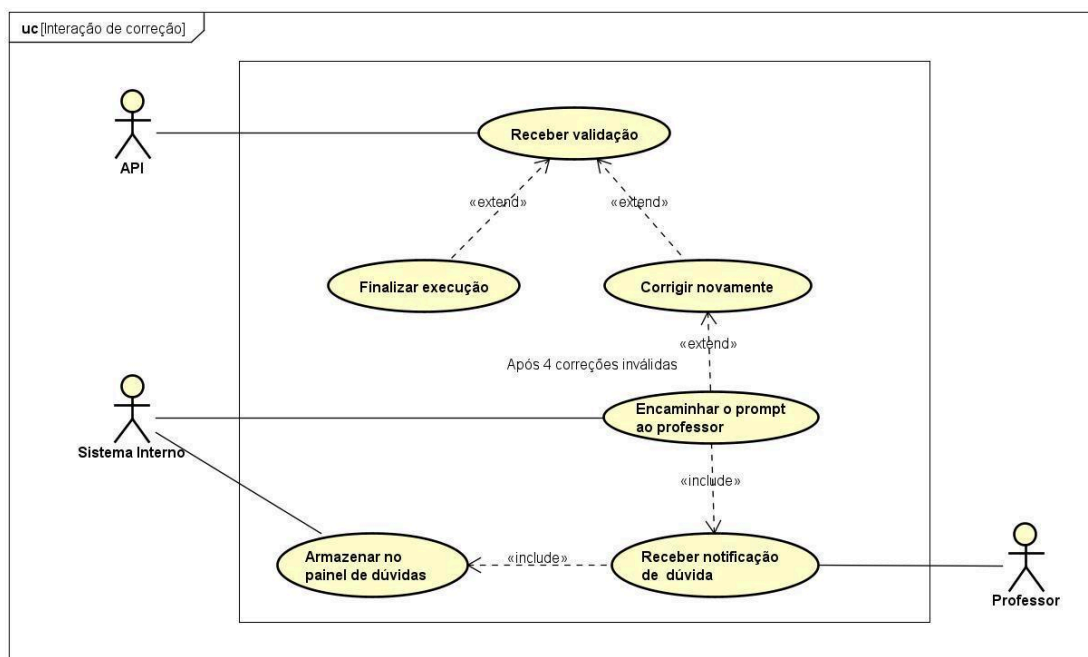 uc [Interação de correção]
API
Receber validação
«extend»
«extend»
Finalizar execução
Corrigir novamente
«extend»
Após 4 correções inválidas
Encaminhar o prompt
ao professor
Sistema Interno
«include»
Armazenar no
painel de dúvidas
«include»
Receber notificação
de dúvida
Professor